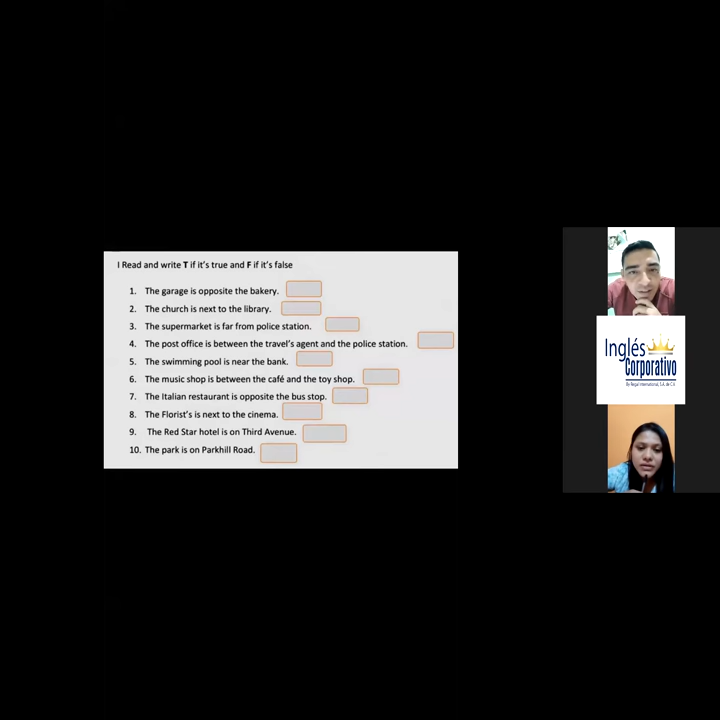 I Read and write T if it's true and F if it's false
1. The garage is opposite the bakery.
2. The church is next to the library.
3. The supermarket is far from police station.
4. The post office is between the travel's agent and the police station.
5. The swimming pool is near the bank.
6. The music shop is between the café and the toy shop.
7. The Italian restaurant is opposite the bus stop.
8. The Florist's is next to the cinema.
9. The Red Star hotel is on Third Avenue.
10. The park is on Parkhill Road.
Inglés
Corporativo
By Regal International, S.A. de C.V.